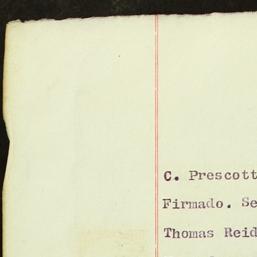 C. Prescott
Firmado. Se
Thomas Reid